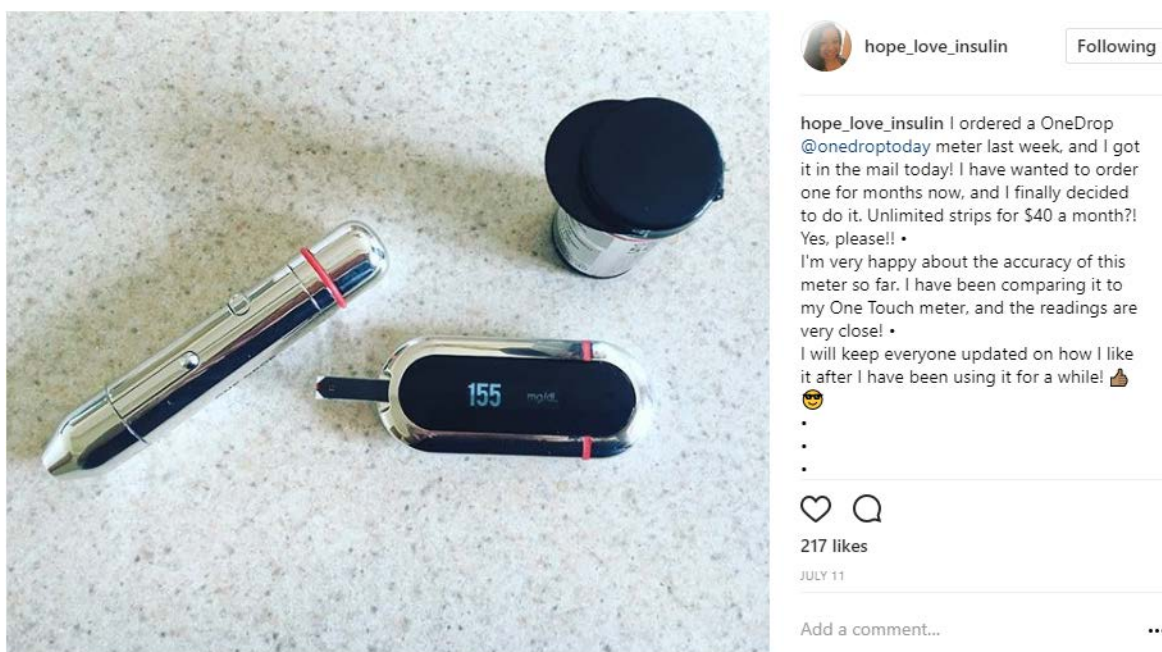 155 mg/dL
hope_love_insulin
Following
hope_love_insulin I ordered a OneDrop
@onedroptoday meter last week, and I got
it in the mail today! I have wanted to order
one for months now, and I finally decided
to do it. Unlimited strips for $40 a month?!
Yes, please!! •
I'm very happy about the accuracy of this
meter so far. I have been comparing it to
my One Touch meter, and the readings are
very close! •
I will keep everyone updated on how I like
it after I have been using it for a while! 👍🏾
😎
.
.
.
217 likes
JULY 11
Add a comment...